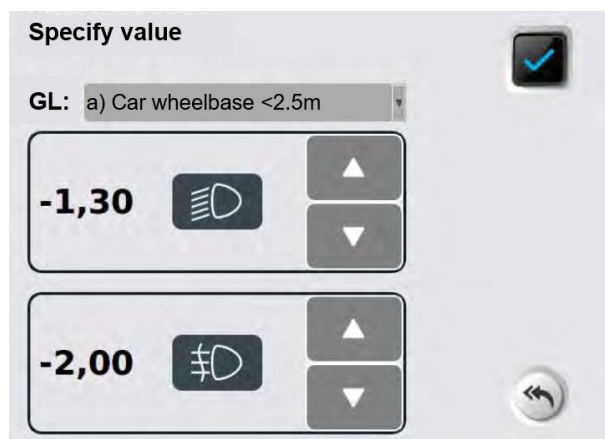 Specify value
GL: a) Car wheelbase <2.5m
-1,30
-2,00